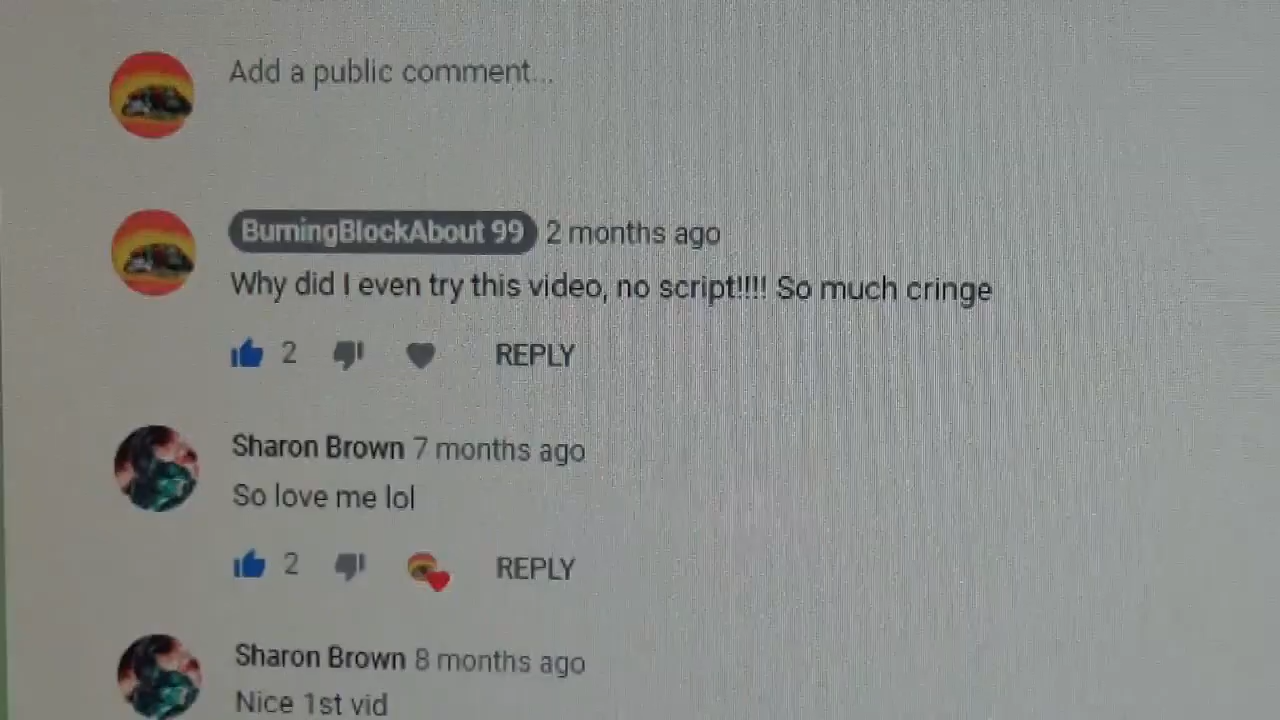 Add a public comment...
BurningBlockAbout 99 2 months ago
Why did I even try this video, no script!!!! So much cringe
2 REPLY
Sharon Brown 7 months ago
So love me lol
2 REPLY
Sharon Brown 8 months ago
Nice 1st vid